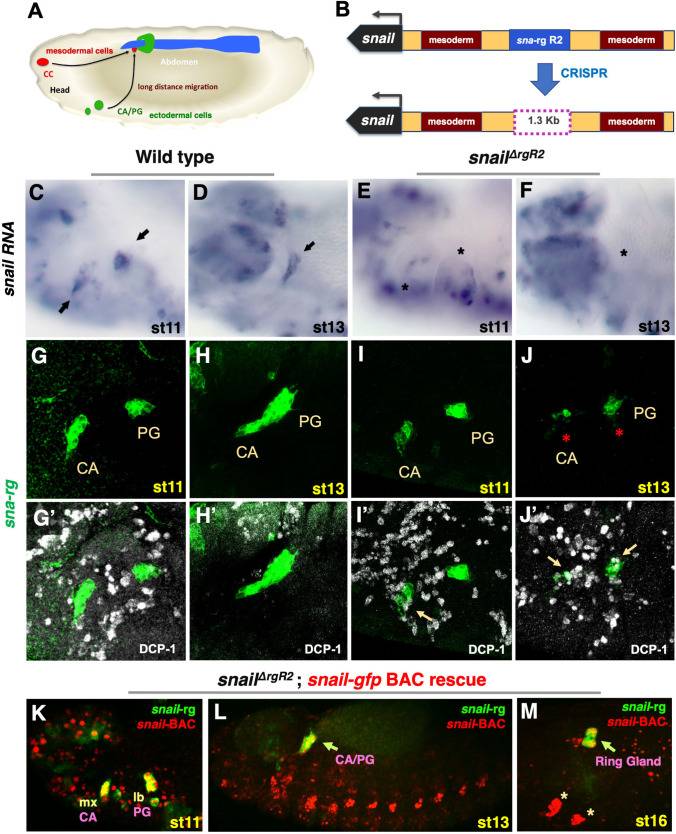 A
mesodermal cells
CC
Abdomen
long distance migration
Head
CA/PG
ectodermal cells
B
snail
mesoderm
sna-rg R2
mesoderm
CRISPR
snail
mesoderm
1.3 Kb
mesoderm
Wild type
snailΔrgR2
snail RNA
C
st11
D
st13
E
*
*
st11
F
*
st13
sna-rg
G
PG
CA
st11
H
PG
CA
st13
I
PG
CA
st11
J
PG
*
*
CA
st13
G’
DCP-1
H’
DCP-1
I’
DCP-1
J’
DCP-1
snailΔrgR2 ; snail-gfp BAC rescue
K
snail-rg
snail-BAC
mx
CA
lb
PG
st11
L
snail-rg
snail-BAC
CA/PG
st13
M
snail-rg
snail-BAC
Ring Gland
*
*
st16